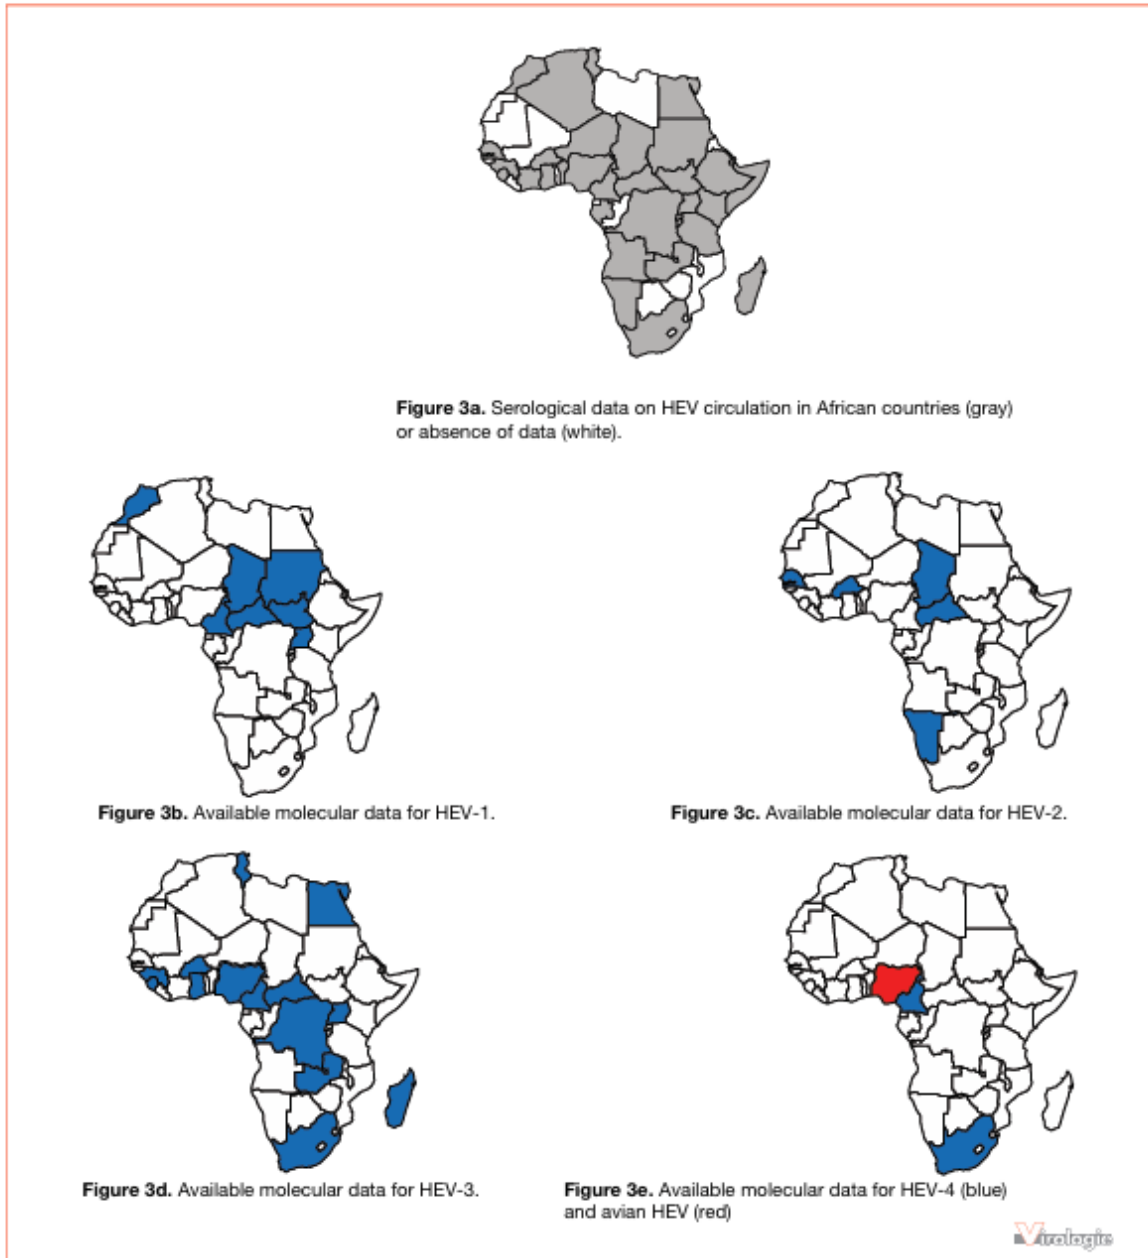 Figure 3a. Serological data on HEV circulation in African countries (gray)
or absence of data (white).
Figure 3b. Available molecular data for HEV-1.
Figure 3c. Available molecular data for HEV-2.
Figure 3d. Available molecular data for HEV-3.
Figure 3e. Available molecular data for HEV-4 (blue)
and avian HEV (red)
Virologie